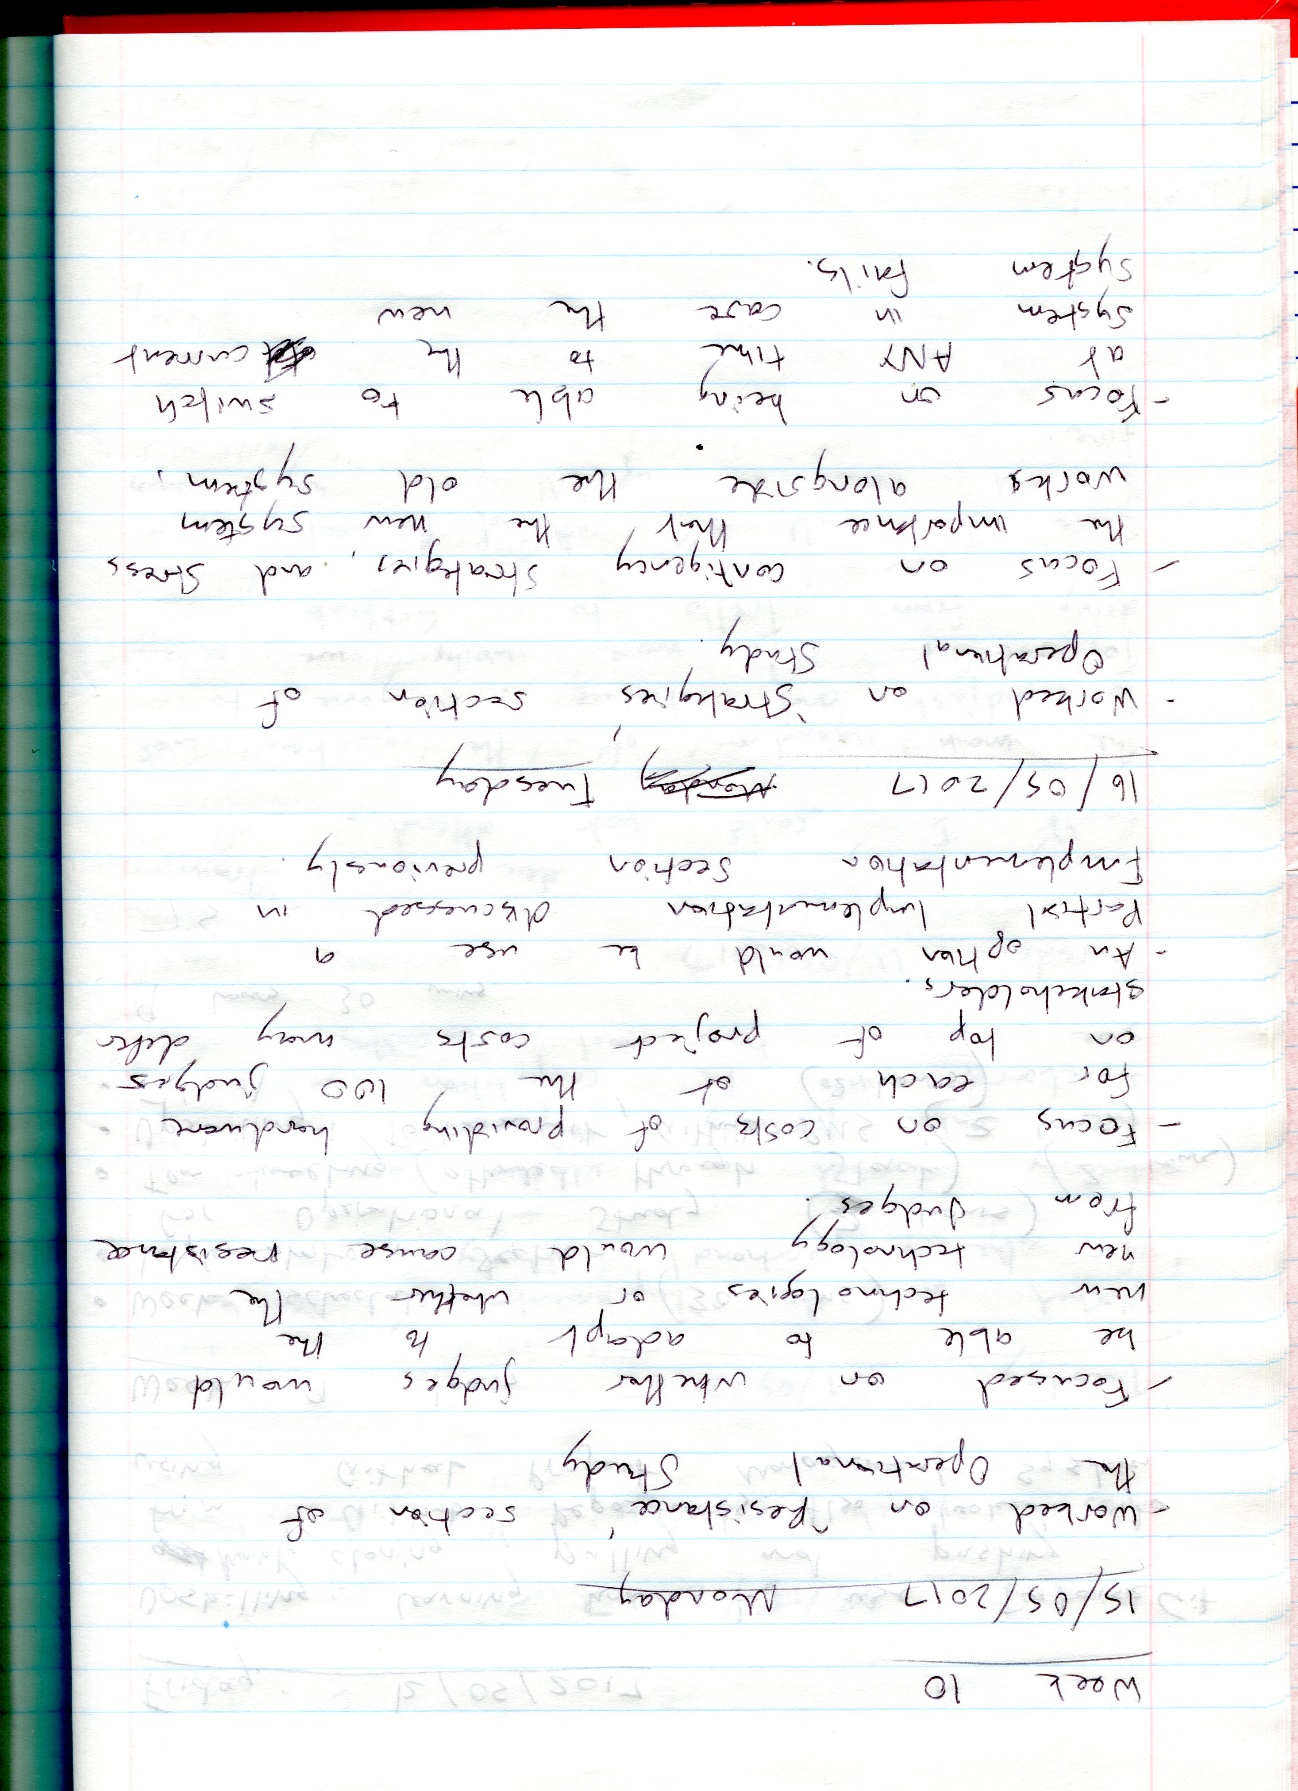 Week 10
15/05/2017 Monday
- Worked on 'Resistance' section of
the Operational Study
- Focused on whether judges would
be able to adapt to the
new technologies or whether the
new technology would cause resistance
from Judges.
- Focus on costs of providing hardware
for each of the 100 judges
on top of project costs may deter
stakeholders.
- An option would be use a
Partial Implementation discussed in
Implementation section previously.
16/05/2017 Monday Tuesday
- Worked on 'Strategies' section of
Operational Study.
- Focus on contigency strategies, and stress
the importance that the new system
works alongside the old system.
- Focus on being able to switch
at ANY time to the current
system in case the new
system fails.